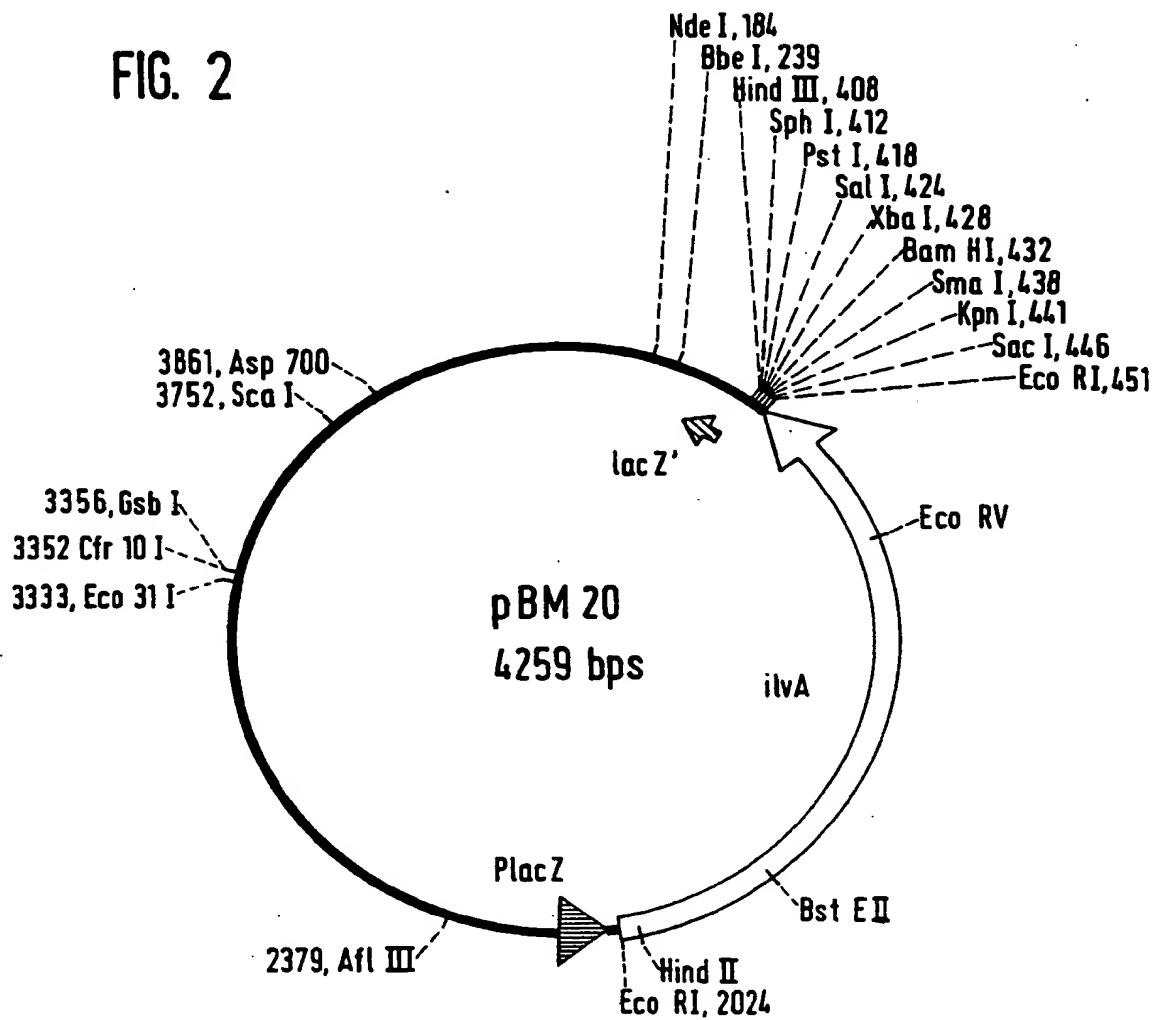 FIG. 2
Nde I, 184
Bbe I, 239
Hind III, 408
Sph I, 412
Pst I, 418
Sal I, 424
Xba I, 428
Bam HI, 432
Sma I, 438
Kpn I, 441
Sac I, 446
Eco RI, 451
3861, Asp 700
3752, Sca I
lac Z'
3356, Gsb I
3352 Cfr 10 I
3333, Eco 31 I
Eco RV
pBM 20
4259 bps
ilvA
PlacZ
Bst E II
2379, Afl III
Hind II
Eco RI, 2024